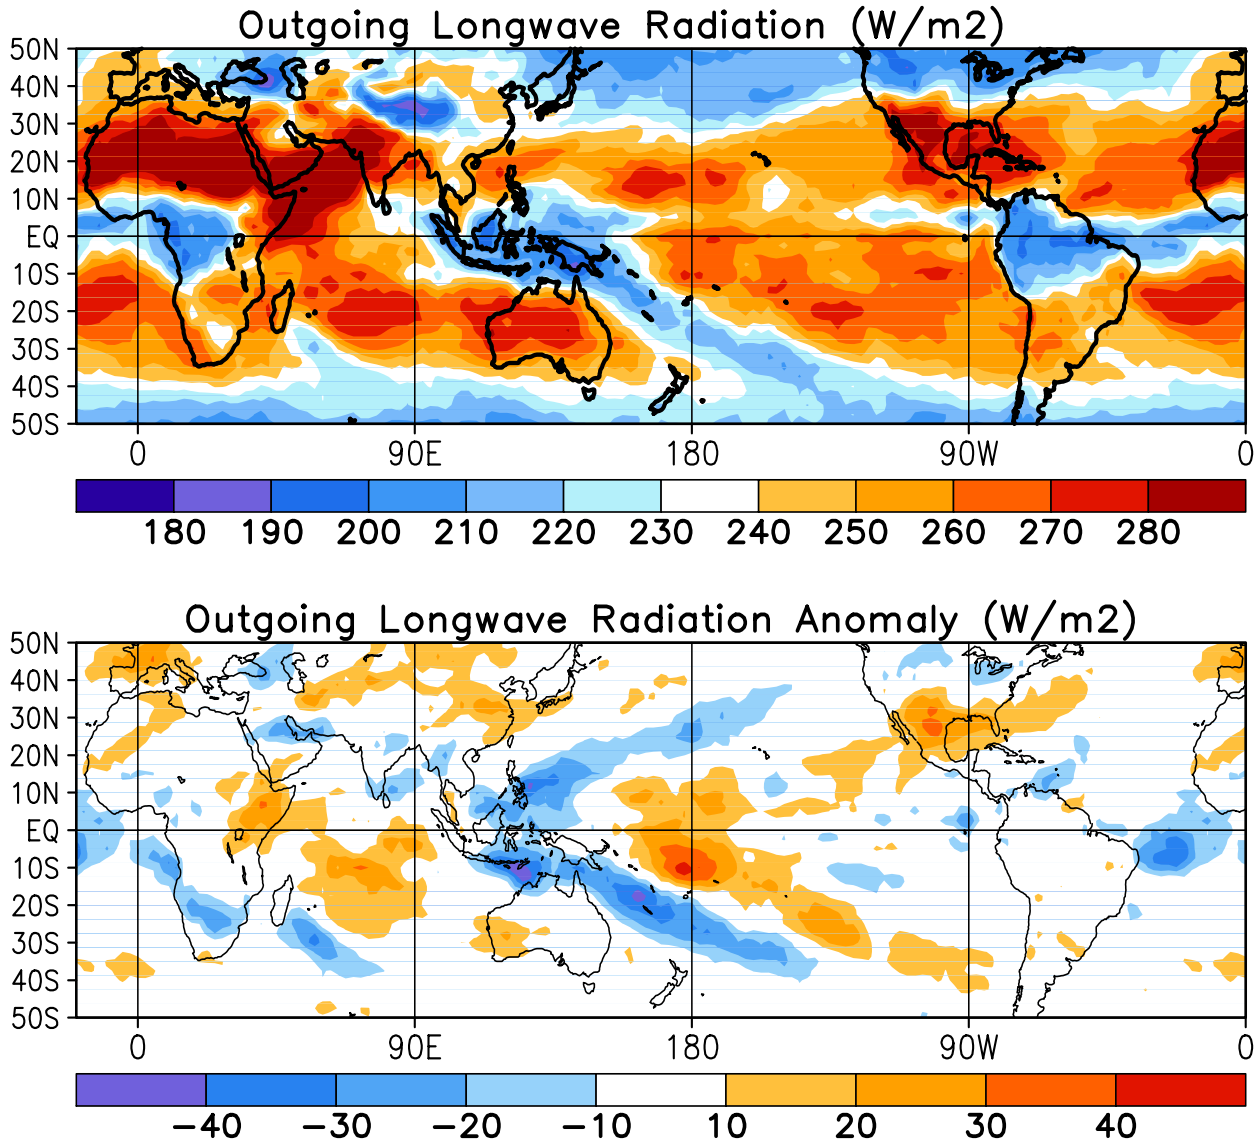 Outgoing Longwave Radiation (W/m2)
50N
40N
30N
20N
10N
EQ
10S
20S
30S
40S
50S
0 90E 180 90W 0
180 190 200 210 220 230 240 250 260 270 280
Outgoing Longwave Radiation Anomaly (W/m2)
50N
40N
30N
20N
10N
EQ
10S
20S
30S
40S
50S
0 90E 180 90W 0
−40 −30 −20 −10 10 20 30 40